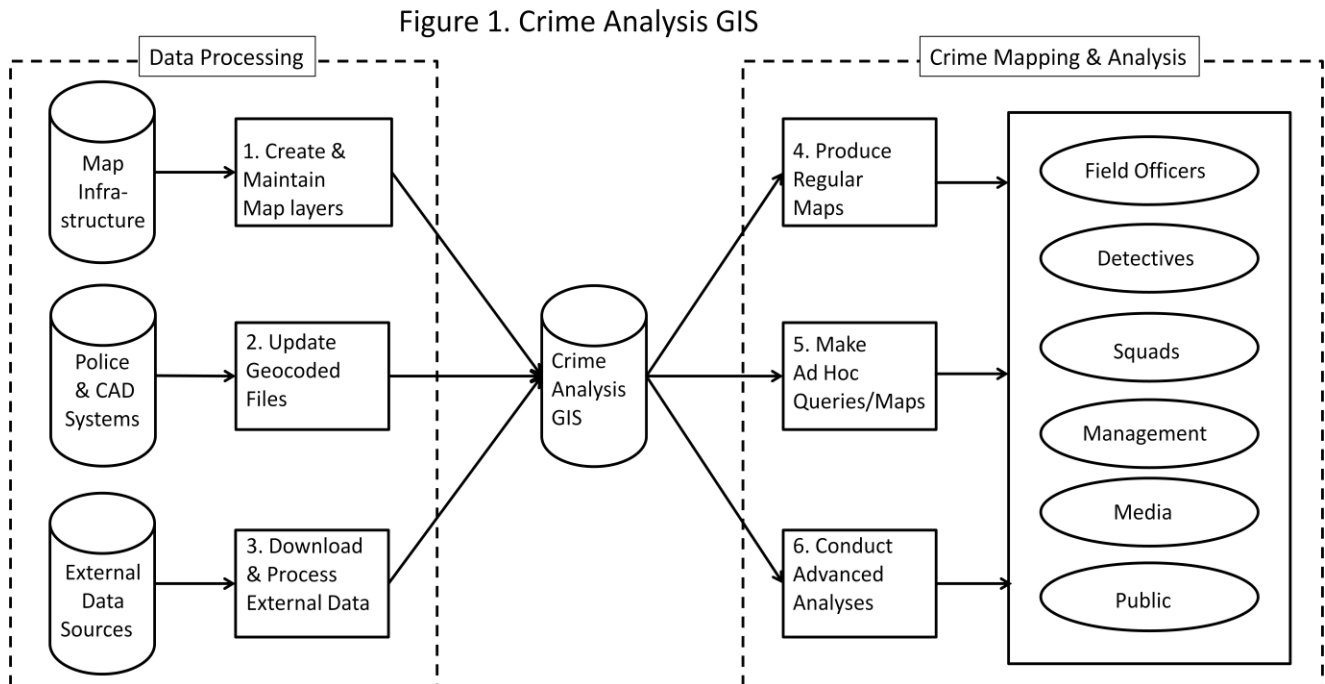 Figure 1. Crime Analysis GIS
Data Processing
Map
Infra-
structure
1. Create &
Maintain
Map layers
Police
& CAD
Systems
2. Update
Geocoded
Files
External
Data
Sources
3. Download
& Process
External Data
Crime
Analysis
GIS
Crime Mapping & Analysis
4. Produce
Regular
Maps
5. Make
Ad Hoc
Queries/Maps
6. Conduct
Advanced
Analyses
Field Officers
Detectives
Squads
Management
Media
Public